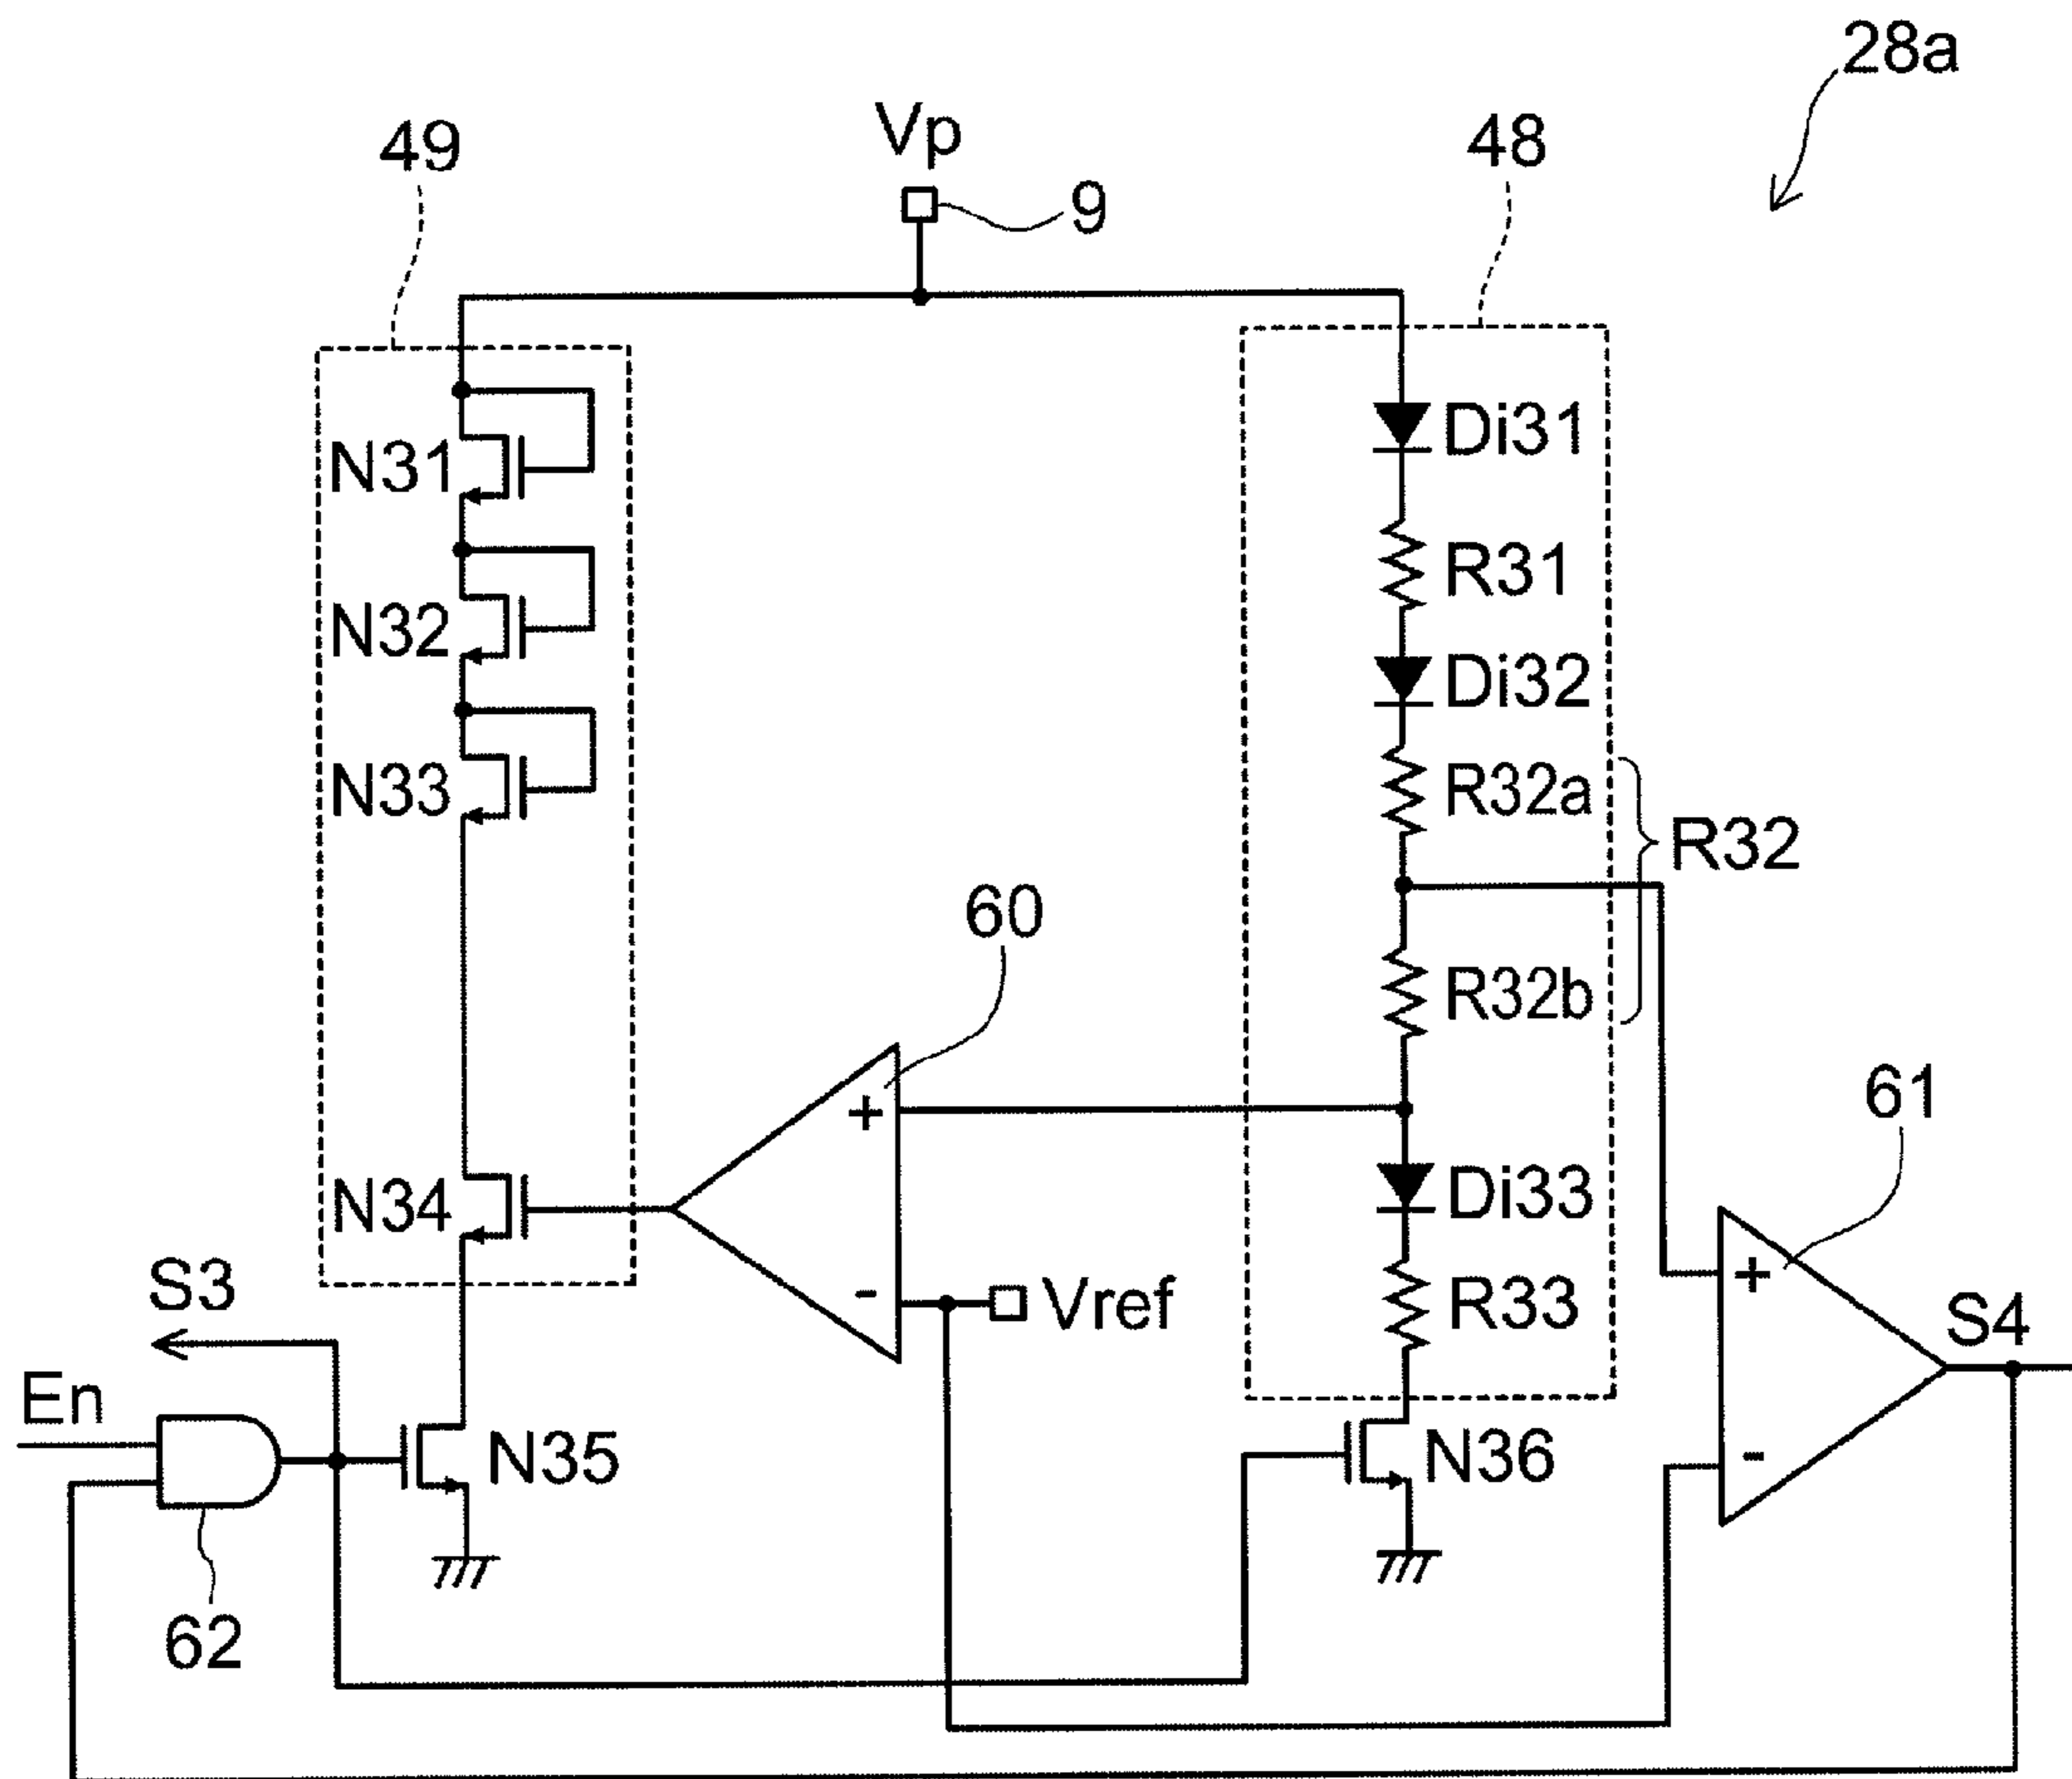 28a
Vp
49
48
9
N31
Di31
R31
N32
Di32
N33
R32a
R32
60
R32b
61
+
N34
Di33
S3
+
-
Vref
R33
S4
En
N35
N36
-
62